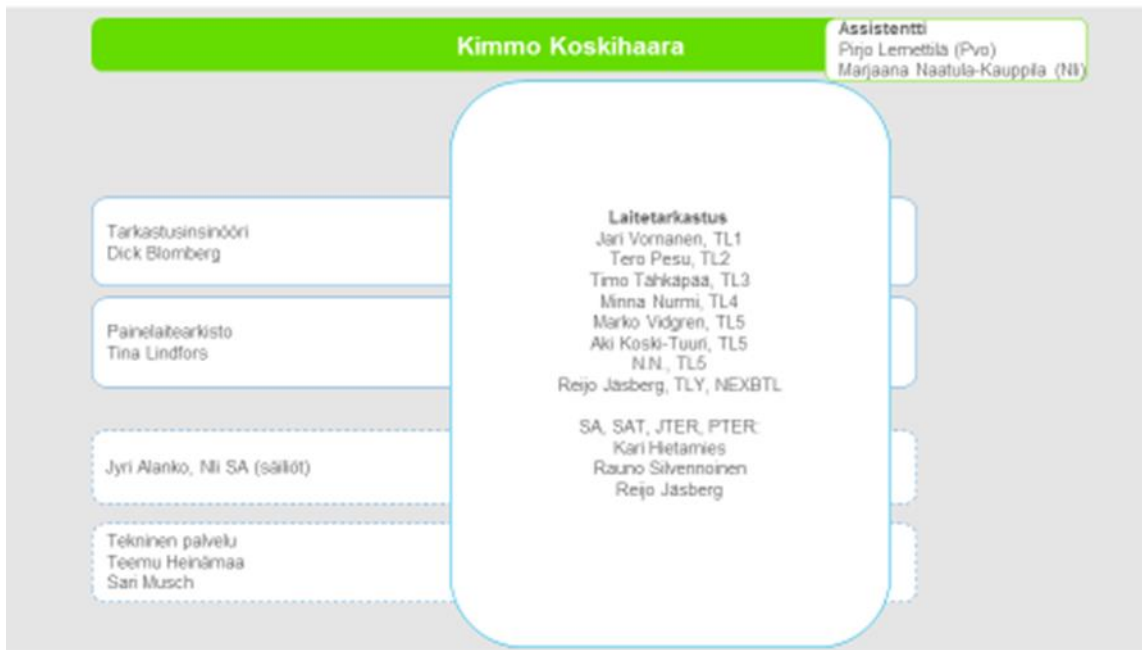 Kimmo Koskihaara
Assistentti
Pirjo Lemettilä (Pvo)
Marjaana Naatula-Kauppila (Nli)
Tarkastusinsinööri
Dick Blomberg
Painelaitearkisto
Tina Lindfors
Jyri Alanko, Nli SA (säiliöt)
Tekninen palvelu
Teemu Heinämaa
Sari Musch
Laitetarkastus
Jari Vornanen, TL1
Tero Pesu, TL2
Timo Tähkäpää, TL3
Minna Nurmi, TL4
Marko Vidgren, TL5
Aki Koski-Tuuri, TL5
N.N., TL5
Reijo Jäsberg, TLY, NEXBTL
SA, SAT, JTER, PTER:
Kari Hietamies
Rauno Silvennoinen
Reijo Jäsberg